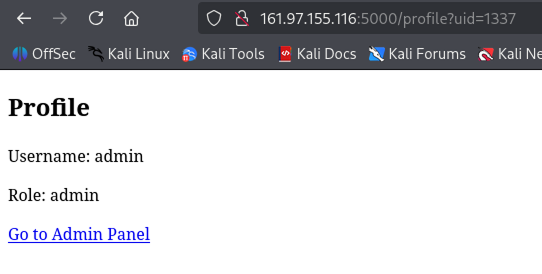 161.97.155.116:5000/profile?uid=1337
OffSec Kali Linux Kali Tools Kali Docs Kali Forums Kali Ne
Profile
Username: admin
Role: admin
Go to Admin Panel